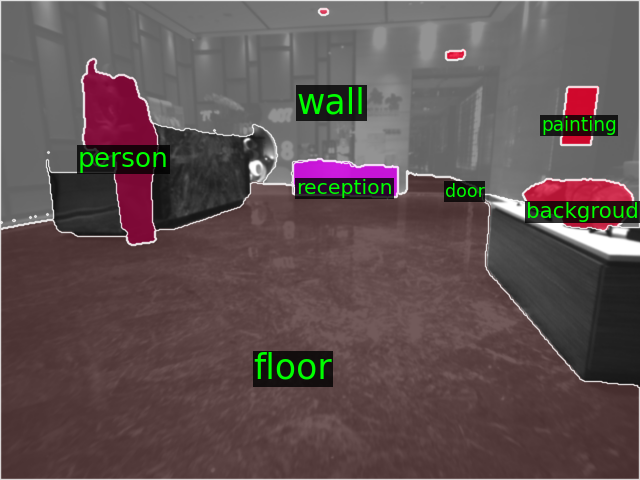 wall
painting
person
reception
door
backgroud
floor